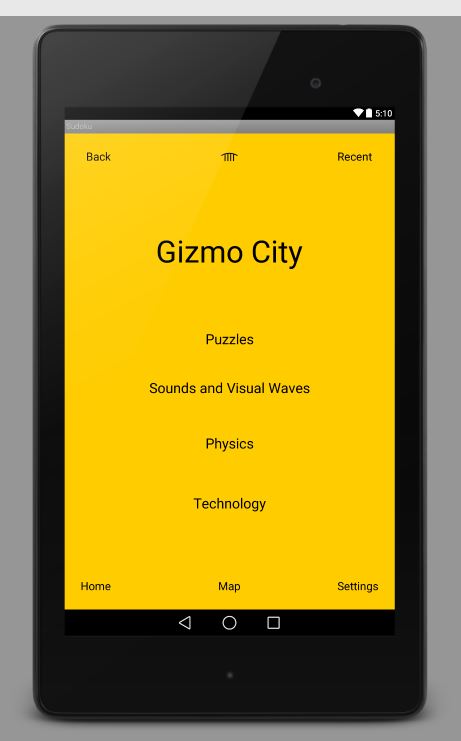 5:10
Sudoku
Back Recent
Gizmo City
Puzzles
Sounds and Visual Waves
Physics
Technology
Home Map Settings